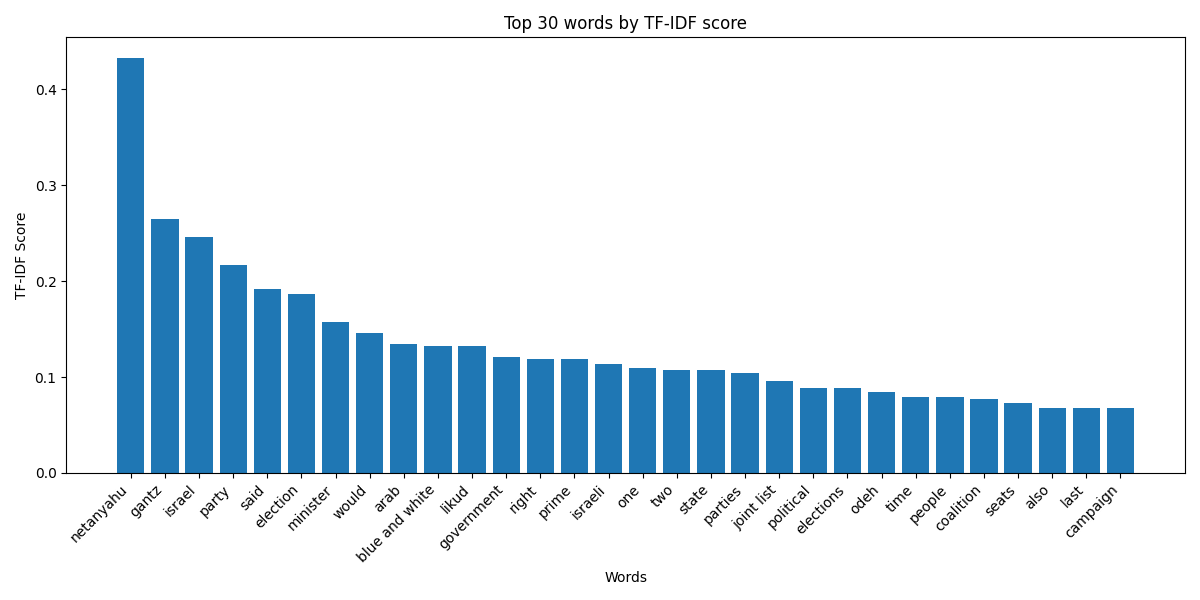 Top 30 words by TF-IDF score
TF-IDF Score
0.4
0.3
0.2
0.1
0.0
netanyahu
gantz
israel
party
said
election
minister
would
arab
blue and white
likud
government
right
prime
israeli
one
two
state
parties
joint list
political
elections
odeh
time
people
coalition
seats
also
last
campaign
Words